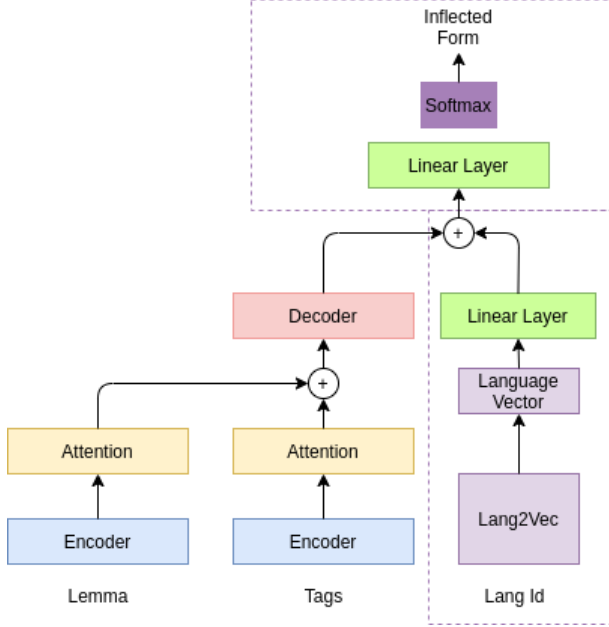 Inflected
Form
Softmax
Linear Layer
+
Decoder
Linear Layer
+
Language
Vector
Attention
Attention
Lang2Vec
Encoder
Encoder
Lemma
Tags
Lang Id